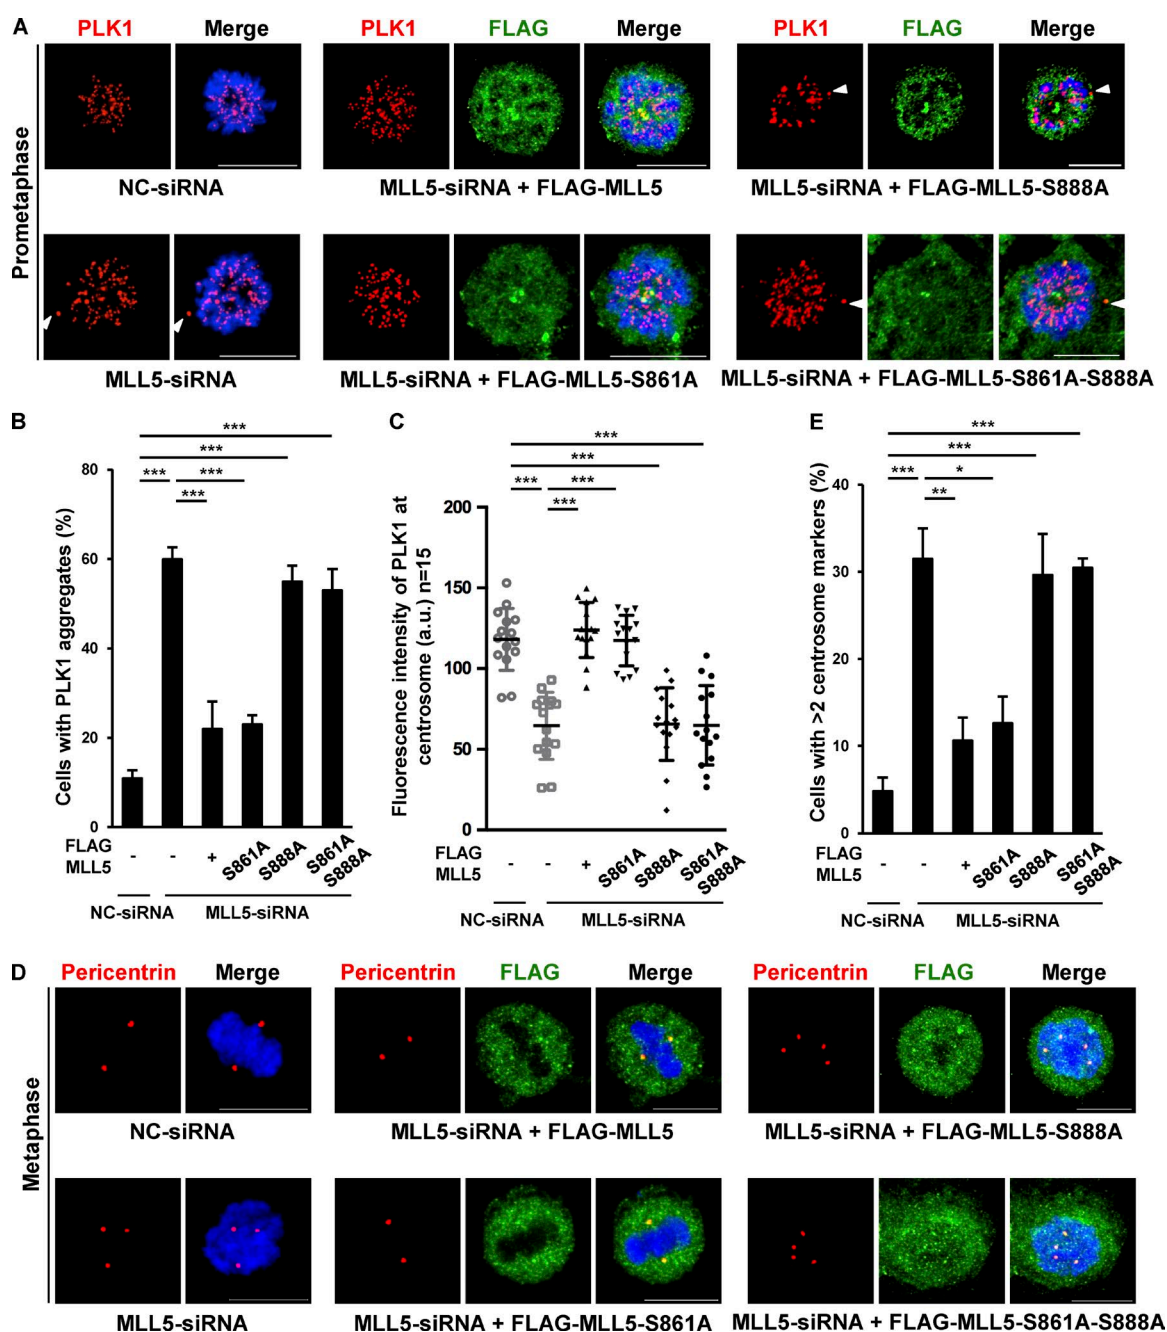 A
PLK1 Merge PLK1 FLAG Merge PLK1 FLAG Merge
Prometaphase
NC-siRNA MLL5-siRNA + FLAG-MLL5 MLL5-siRNA + FLAG-MLL5-S888A
MLL5-siRNA MLL5-siRNA + FLAG-MLL5-S861A MLL5-siRNA + FLAG-MLL5-S861A-S888A
B
Cells with PLK1 aggregates (%)
***
***
*** ***
***
80
60
40
20
0
FLAG MLL5
- - + S861A S888A S861A S888A
NC-siRNA MLL5-siRNA
C
Fluorescence intensity of PLK1 at
centrosome (a.u.) n=15
***
***
*** ***
***
200
150
100
50
0
FLAG MLL5
- - + S861A S888A S861A S888A
NC-siRNA MLL5-siRNA
E
Cells with >2 centrosome markers (%)
***
***
*** *
**
40
30
20
10
0
FLAG MLL5
- - + S861A S888A S861A S888A
NC-siRNA MLL5-siRNA
D
Pericentrin Merge Pericentrin FLAG Merge Pericentrin FLAG Merge
Metaphase
NC-siRNA MLL5-siRNA + FLAG-MLL5 MLL5-siRNA + FLAG-MLL5-S888A
MLL5-siRNA MLL5-siRNA + FLAG-MLL5-S861A MLL5-siRNA + FLAG-MLL5-S861A-S888A